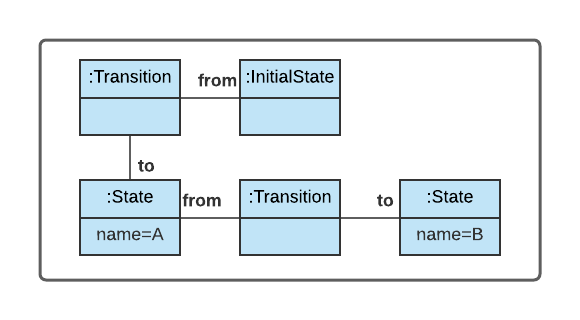 :Transition
from
:InitialState
to
:State
from
:Transition
to
:State
name=A
name=B